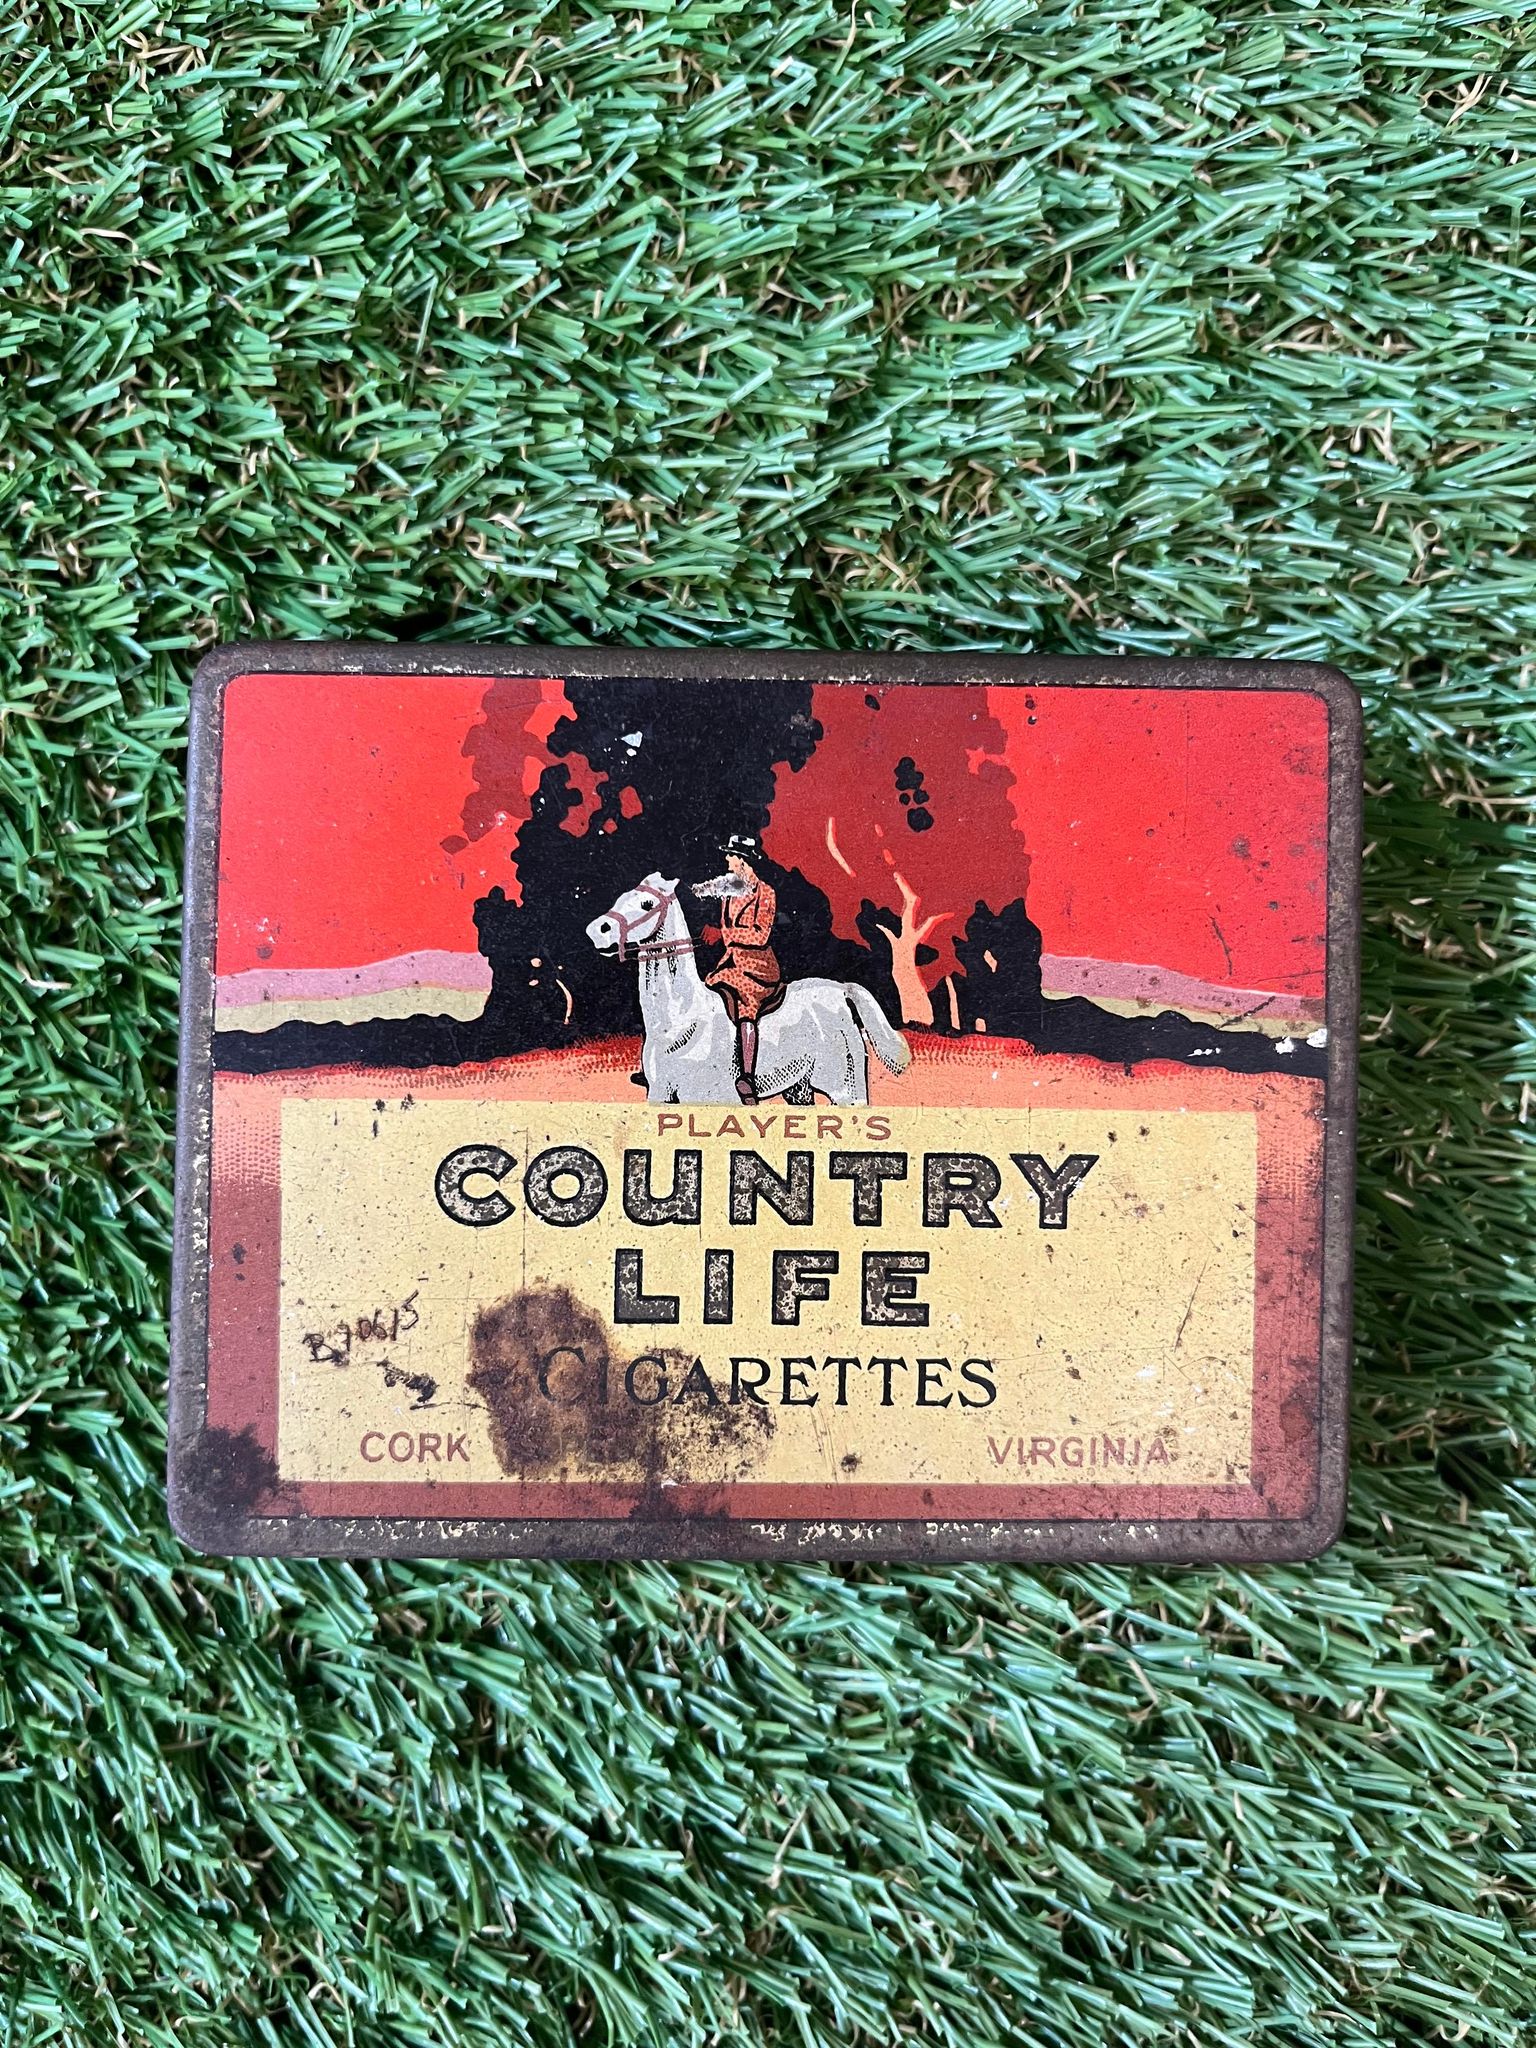 PLAYER'S
COUNTRY
LIFE
CIGARETTES
CORK VIRGINIA